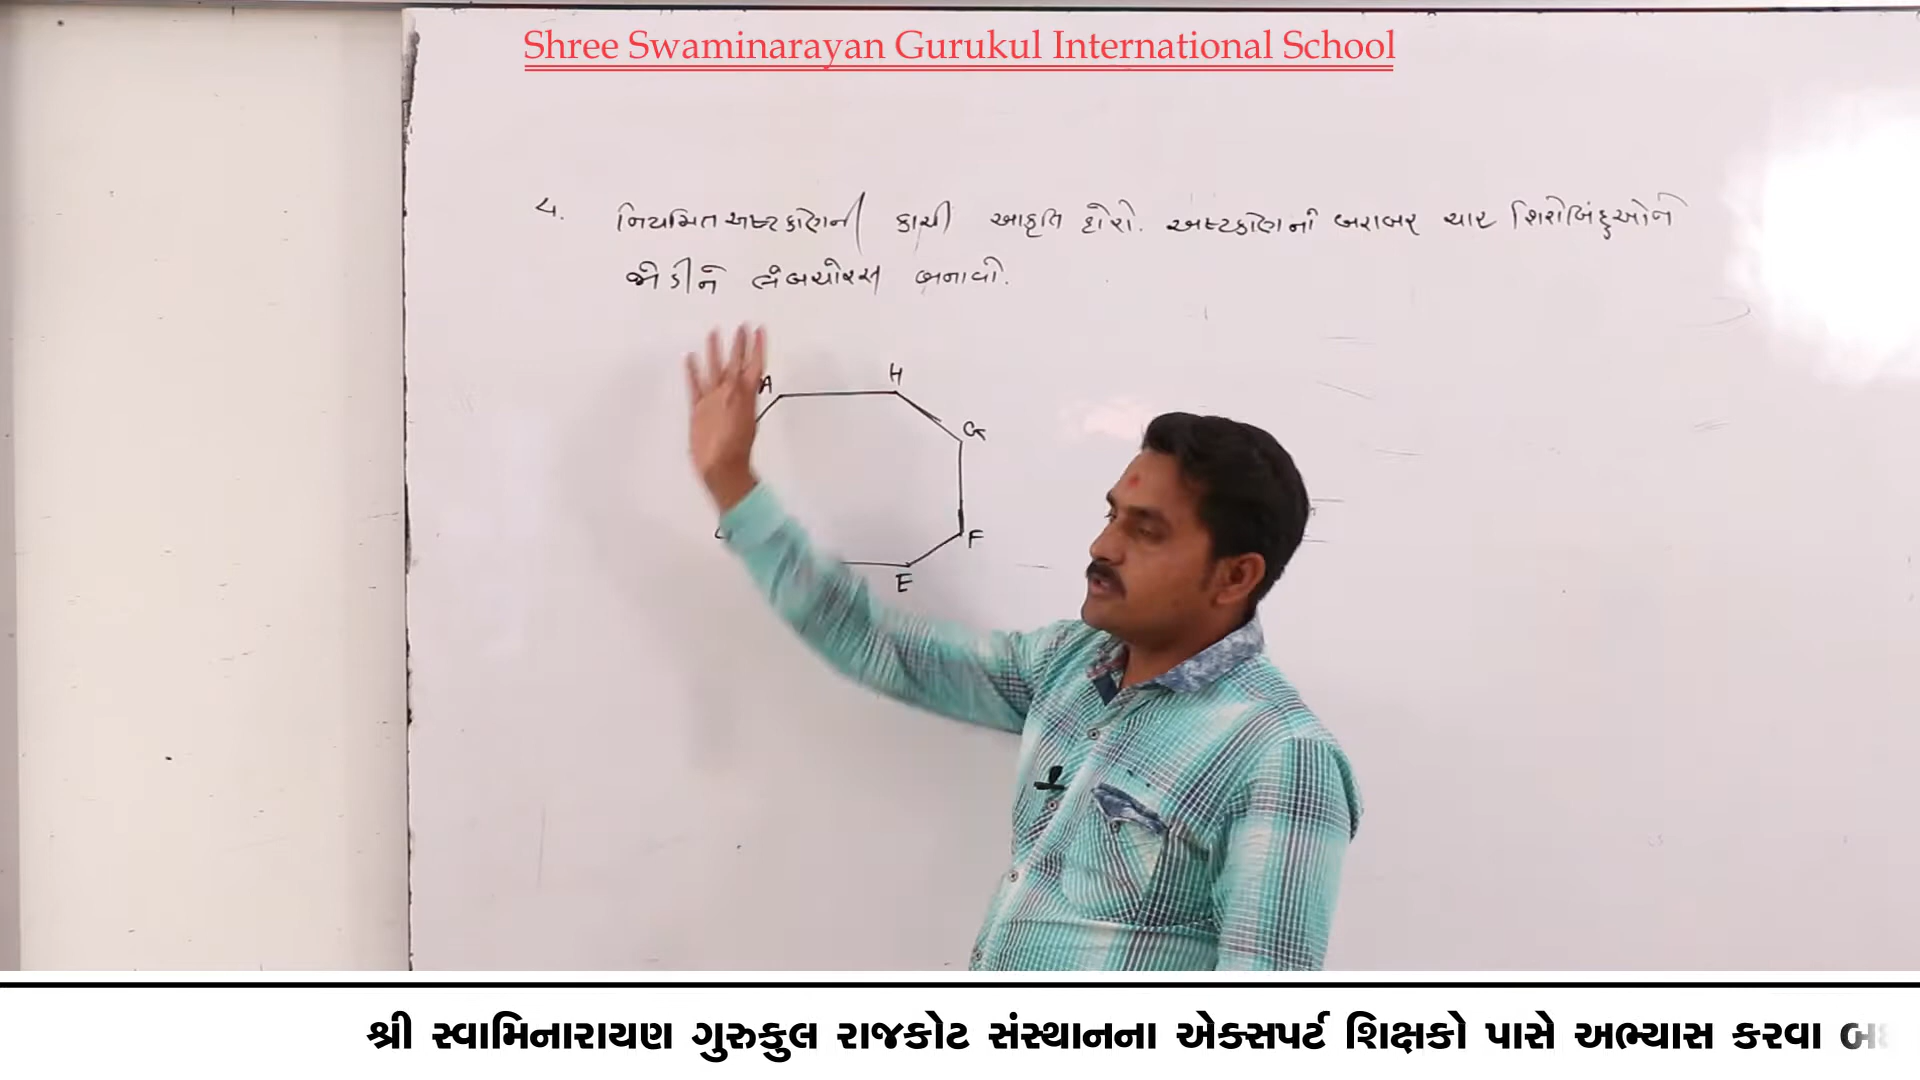 Shree Swaminarayan Gurukul International School
4. નિયમિત અષ્ટકોણની કાચી આકૃતિ દોરો. અષ્ટકોણનાં બરાબર ચાર શિરોબિંદુઓને
જોડીને લંબચોરસ બનાવો.
A H
G
F
E
શ્રી સ્વામિનારાયણ ગુરુકુલ રાજકોટ સંસ્થાનના એક્સપર્ટ શિક્ષકો પાસે અભ્યાસ કરવા